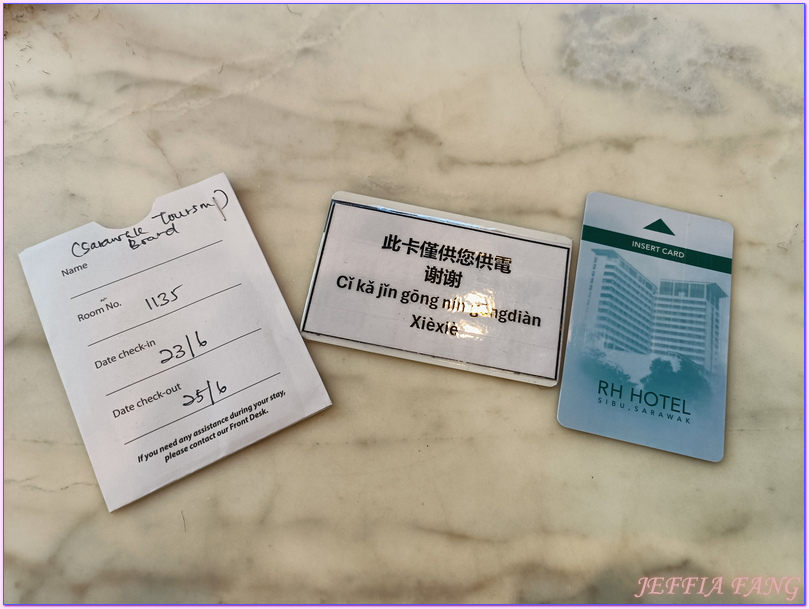 (Sarawak Tourism)
Board
Name
Room No. 1135
Date check-in 23/6
Date check-out 25/6
If you need any assistance during your stay,
please contact our Front Desk.
此卡僅供您供電
谢谢
Cǐ kǎ jǐn gōng nín gōngdiàn
Xièxiè
INSERT CARD
RH HOTEL
SIBU, SARAWAK
JEFFIA FANG